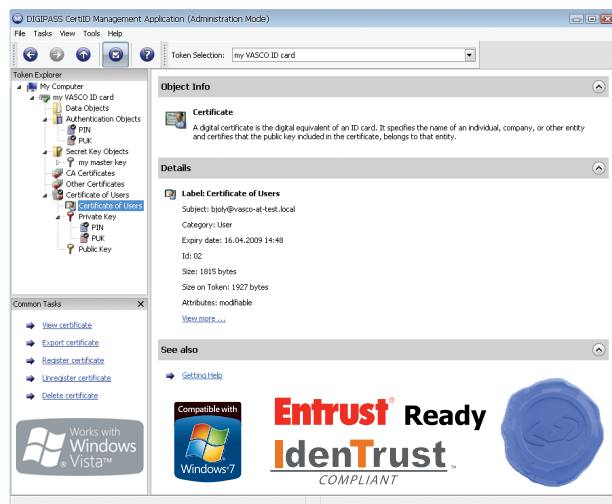 DIGIPASS CertiID Management Application (Administration Mode)
File Tasks View Tools Help
Token Selection: my VASCO ID card
Token Explorer
My Computer
my VASCO ID card
Data Objects
Authentication Objects
PIN
PUK
Secret Key Objects
my master key
CA Certificates
Other Certificates
Certificate of Users
Certificate of Users
Private Key
PIN
PUK
Public Key
Common Tasks
View certificate
Export certificate
Register certificate
Unregister certificate
Delete certificate
Works with
Windows
Vista™
Object Info
Certificate
A digital certificate is the digital equivalent of an ID card. It specifies the name of an individual, company, or other entity
and certifies that the public key included in the certificate, belongs to that entity.
Details
Label: Certificate of Users
Subject: bjoly@vasco-at-test.local
Category: User
Expiry date: 16.04.2009 14:48
Id: 02
Size: 1815 bytes
Size on Token: 1927 bytes
Attributes: modifiable
View more ...
See also
Getting Help
Compatible with
Windows®7
Entrust® Ready
IdenTrust™
COMPLIANT